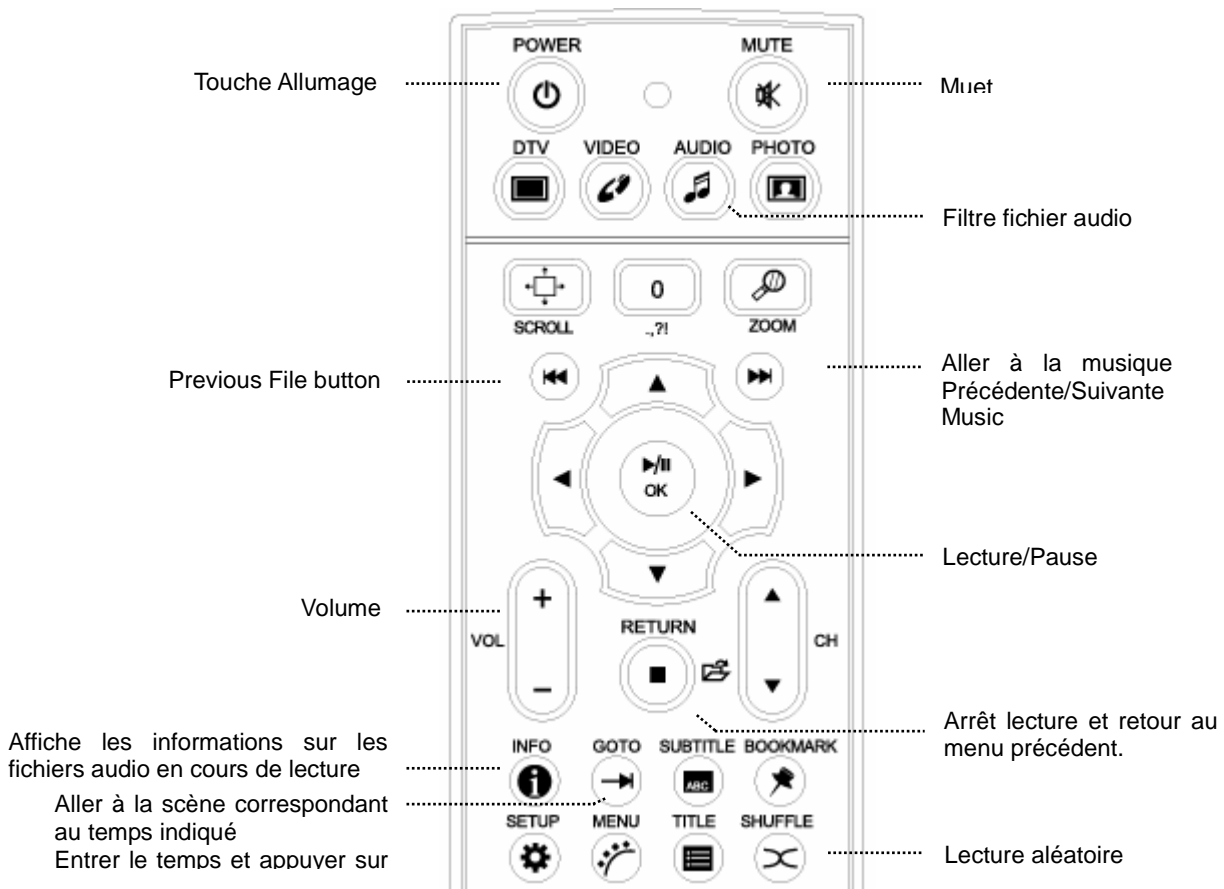 POWER MUTE
Touche Allumage
Muet
DTV VIDEO AUDIO PHOTO
Filtre fichier audio
0
SCROLL .,?! ZOOM
Previous File button
Aller à la musique
Précédente/Suivante
Music
OK
Lecture/Pause
Volume
+
VOL
−
RETURN
CH
Arrêt lecture et retour au
menu précédent.
Affiche les informations sur les
fichiers audio en cours de lecture
INFO GOTO SUBTITLE BOOKMARK
ABC
Aller à la scène correspondant
au temps indiqué
Entrer le temps et appuyer sur
SETUP MENU TITLE SHUFFLE
Lecture aléatoire